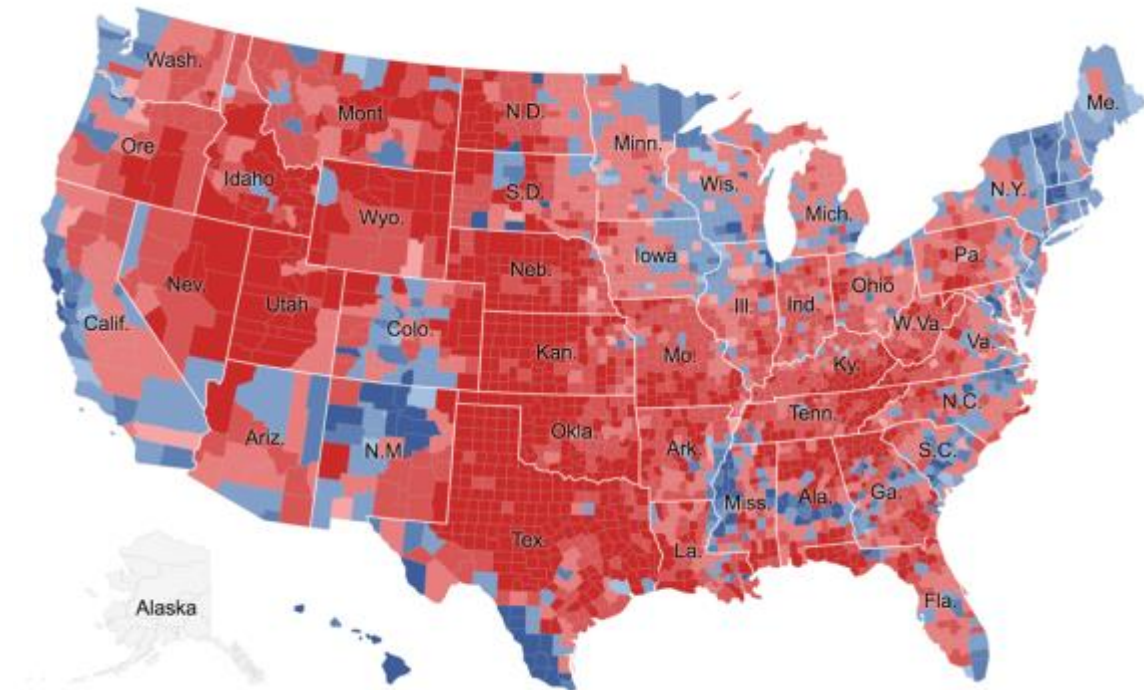 Wash.
Me.
Mont.
N.D.
Minn.
Ore
Idaho
S.D.
Wis.
N.Y.
Wyo.
Mich.
Iowa
Pa.
Neb.
Nev.
Utah
Ill.
Ind.
Ohio
Calif.
Colo.
W.Va.
Kan.
Mo.
Va.
Ky.
N.C.
Tenn.
Ariz.
N.M.
Okla.
Ark.
S.C.
Miss.
Ala.
Ga.
Tex.
La.
Fla.
Alaska